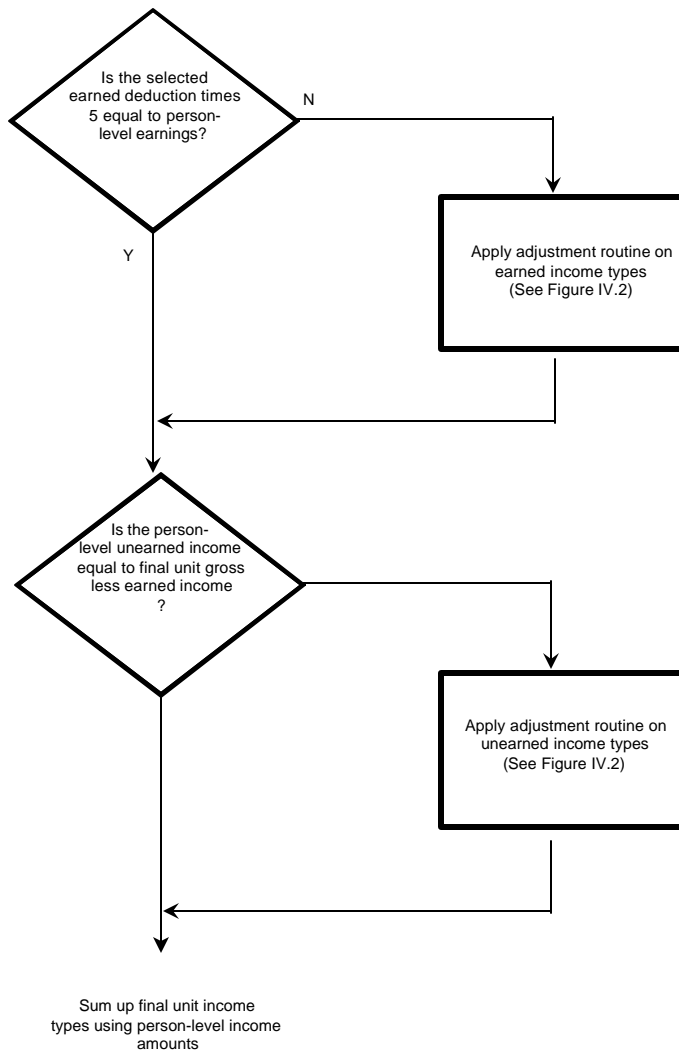 Is the selected
earned deduction times
5 equal to person-
level earnings?
N
Apply adjustment routine on
earned income types
(See Figure IV.2)
Y
Is the person-
level unearned income
equal to final unit gross
less earned income
?
Apply adjustment routine on
unearned income types
(See Figure IV.2)
Sum up final unit income
types using person-level income
amounts